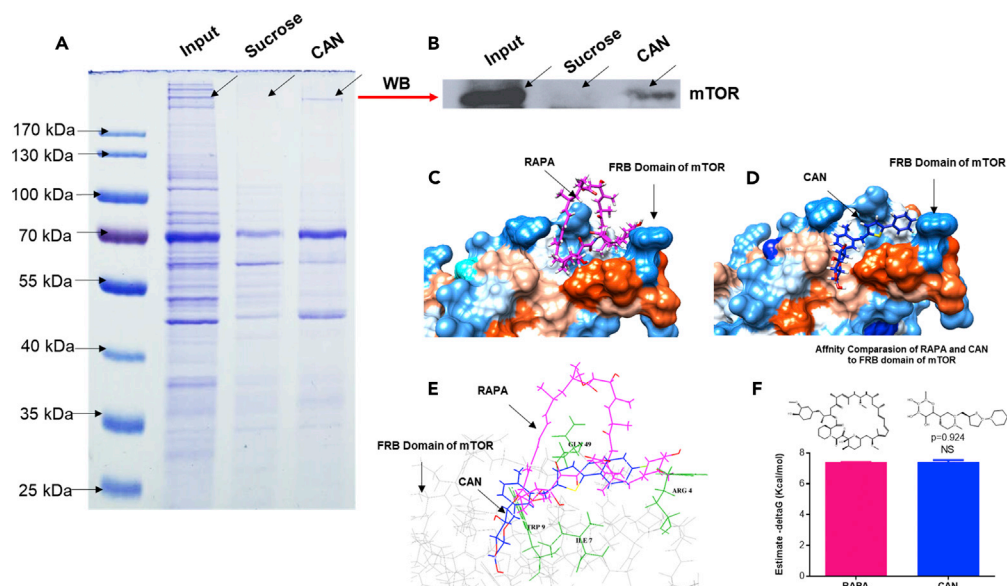 A
Input
Sucrose
CAN
170 kDa
130 kDa
100 kDa
70 kDa
55 kDa
40 kDa
35 kDa
25 kDa
WB
B
Input
Sucrose
CAN
mTOR
C
RAPA
FRB Domain of mTOR
D
CAN
FRB Domain of mTOR
E
RAPA
FRB Domain of mTOR
CAN
GLN 49
ARG 4
TRP 9
ILE 7
Affnity Comparasion of RAPA and CAN
to FRB domain of mTOR
F
p=0.924
NS
Estimate -deltaG (Kcal/mol)
8
6
4
2
0
RAPA
CAN